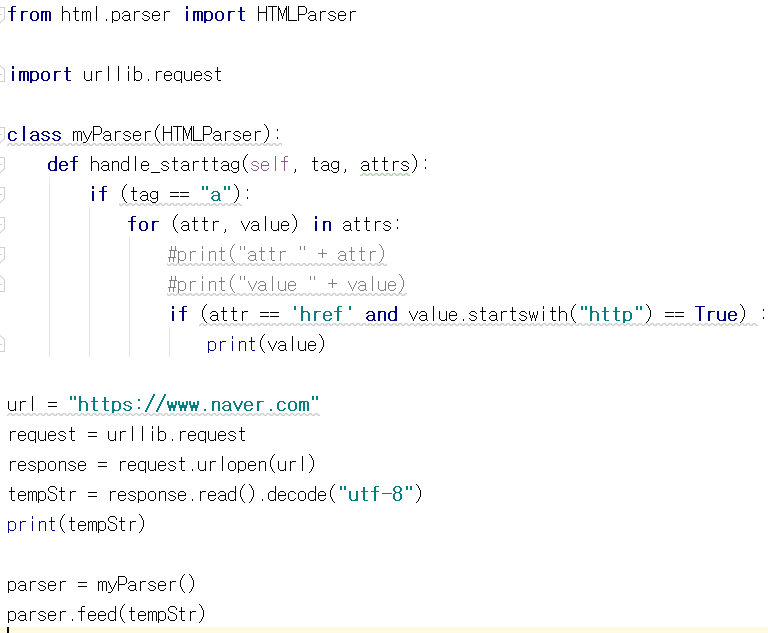 from html.parser import HTMLParser
import urllib.request
class myParser(HTMLParser):
def handle_starttag(self, tag, attrs):
if (tag == "a"):
for (attr, value) in attrs:
#print("attr " + attr)
#print("value " + value)
if (attr == 'href' and value.startswith("http") == True) :
print(value)
url = "https://www.naver.com"
request = urllib.request
response = request.urlopen(url)
tempStr = response.read().decode("utf-8")
print(tempStr)
parser = myParser()
parser.feed(tempStr)